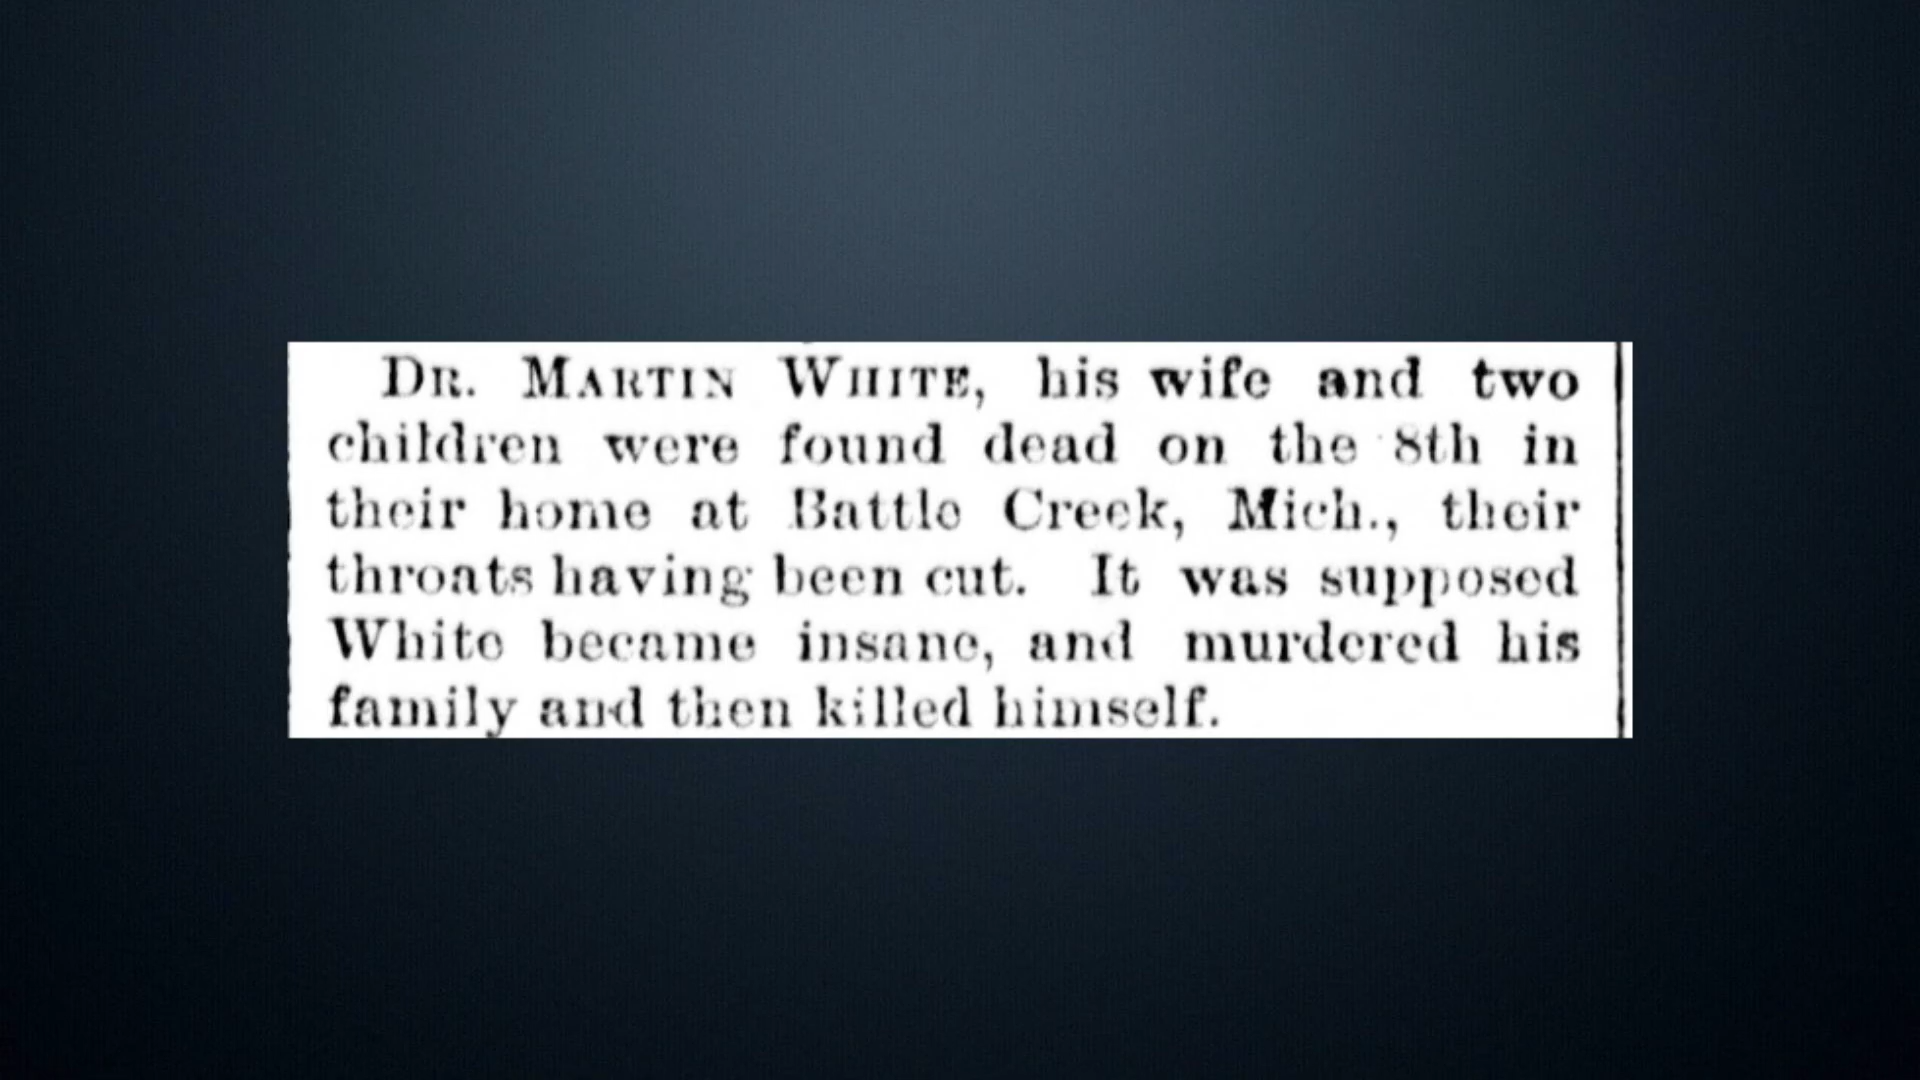 DR. MARTIN WHITE, his wife and two
children were found dead on the 8th in
their home at Battle Creek, Mich., their
throats having been cut. It was supposed
White became insane, and murdered his
family and then killed himself.